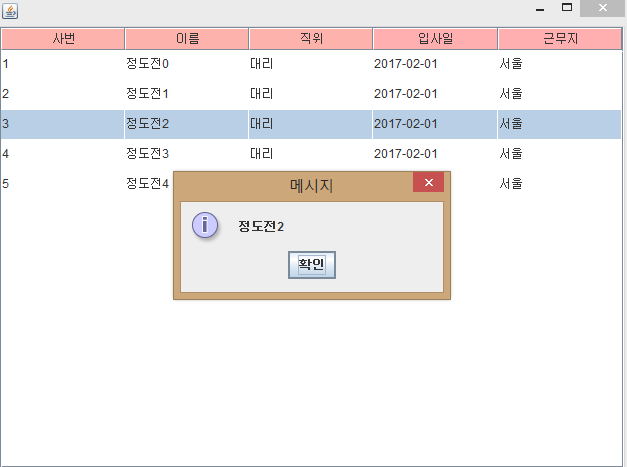 사번 이름 직위 입사일 근무지
1 정도전0 대리 2017-02-01 서울
2 정도전1 대리 2017-02-01 서울
3 정도전2 대리 2017-02-01 서울
4 정도전3 대리 2017-02-01 서울
5 정도전4 서울
메시지
정도전2
확인